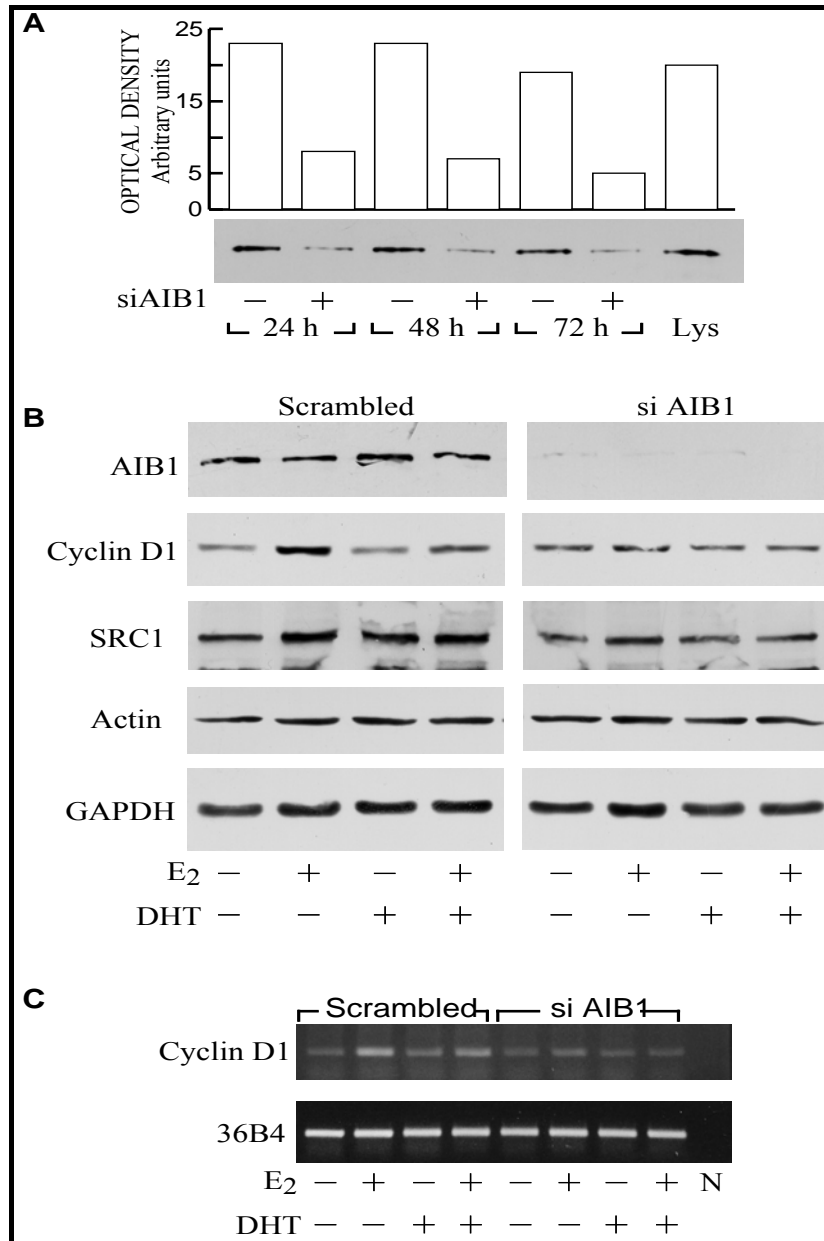 A
OPTICAL DENSITY
Arbitrary units
25
15
5
0
siAIB1 − + − + − +
24 h 48 h 72 h Lys
B
Scrambled si AIB1
AIB1
Cyclin D1
SRC1
Actin
GAPDH
E2 − + − + − + − +
DHT − − + + − − + +
C
Scrambled si AIB1
Cyclin D1
36B4
E2 − + − + − + − + N
DHT − − + + − − + +